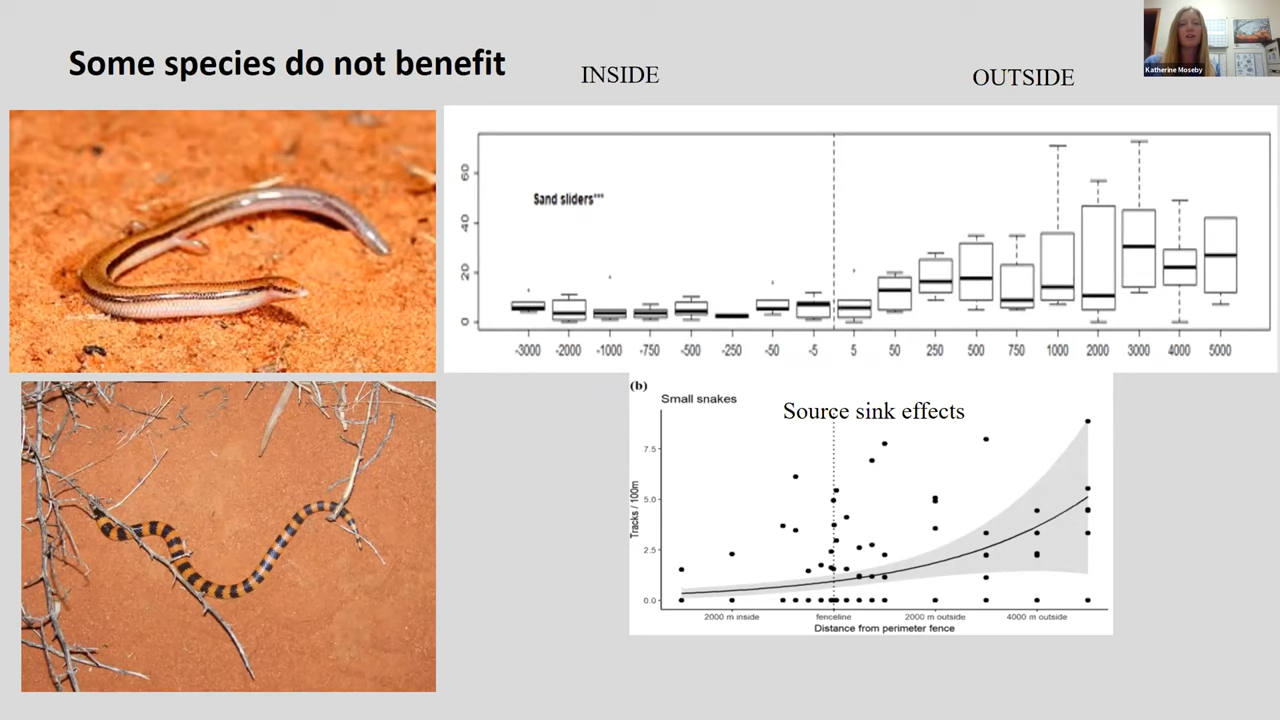 Some species do not benefit
INSIDE
OUTSIDE
Katherine Moseby
Sand sliders***
60
40
20
0
-3000 -2000 -1000 -750 -500 -250 -50 -5 5 50 250 500 750 1000 2000 3000 4000 5000
(b)
Small snakes
Source sink effects
Tracks / 100m
7.5
5.0
2.5
0.0
2000 m inside fenceline 2000 m outside 4000 m outside
Distance from perimeter fence